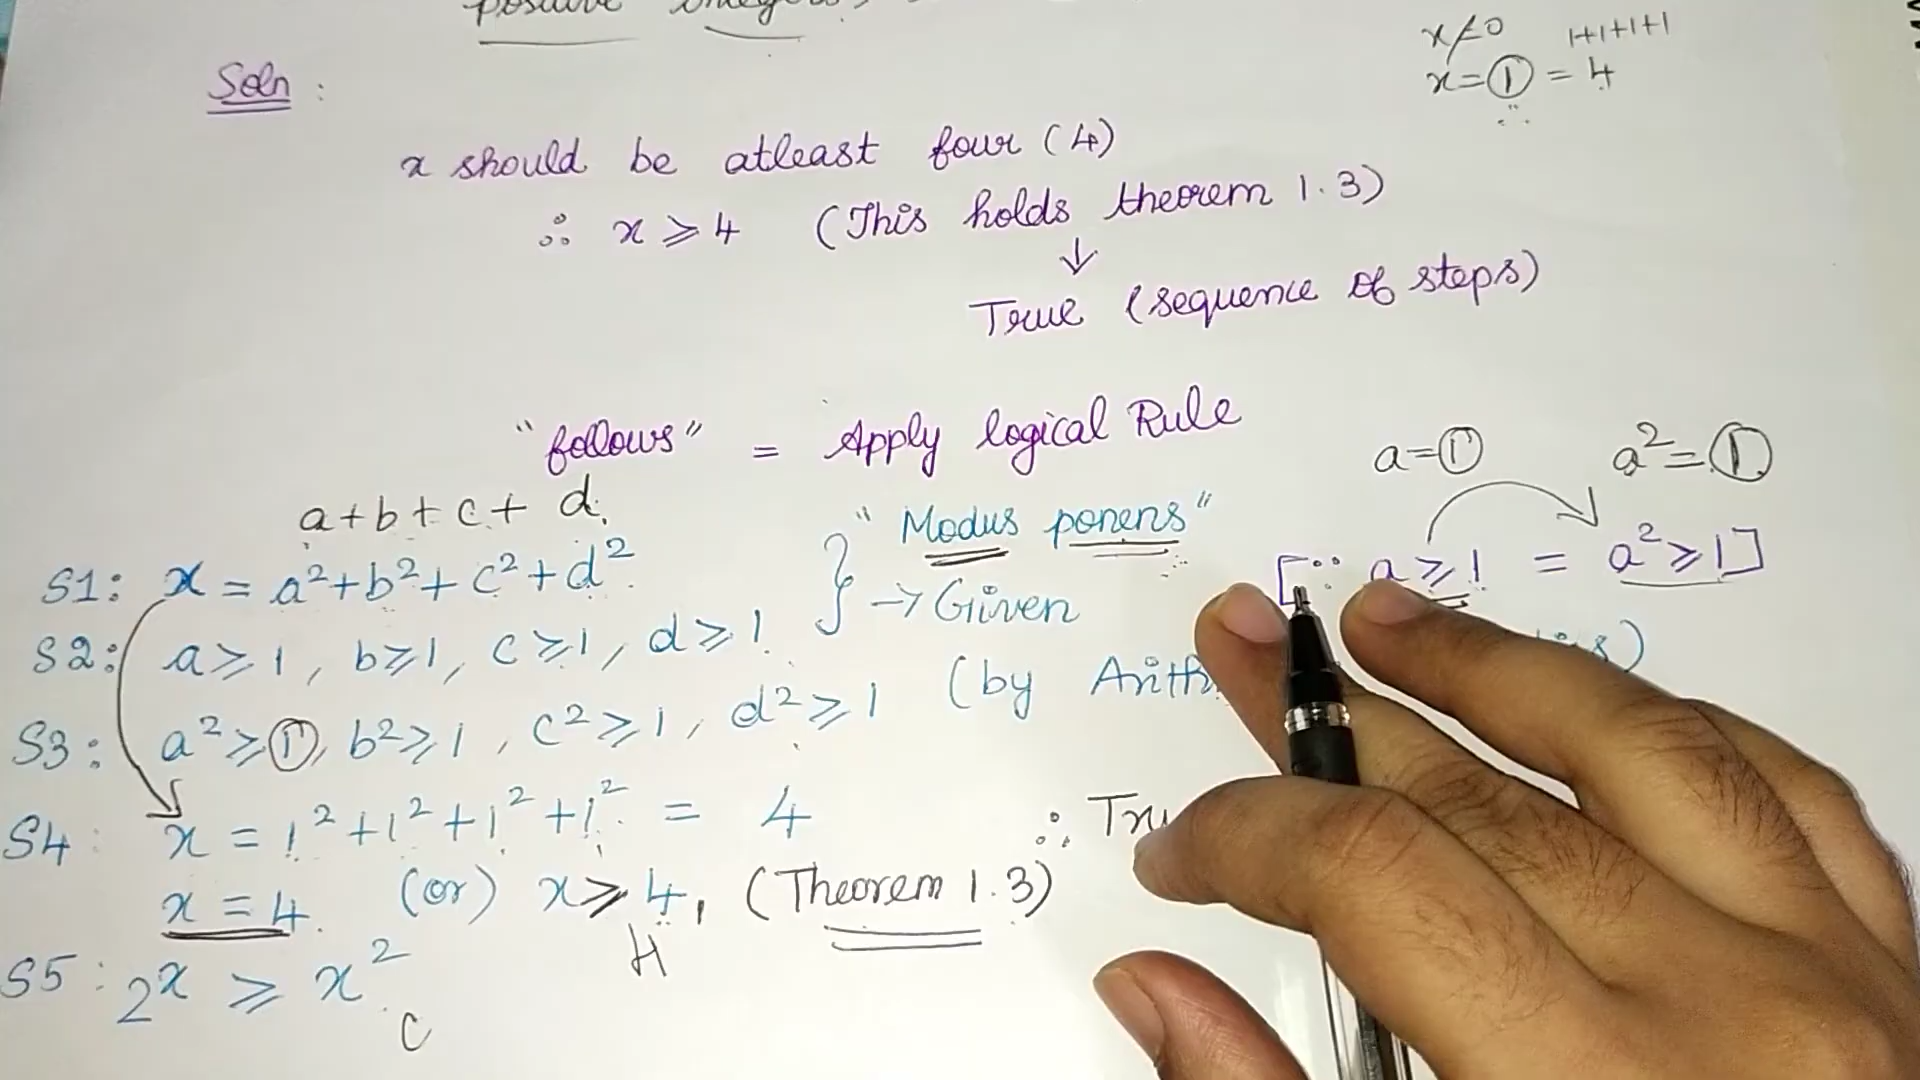 positive integers
x≮0 1+1+1+1
x=① = 4
Soln :
x should be atleast four (4)
∴ x ⩾ 4 (This holds theorem 1.3)
↓
True (sequence of steps)
"follows" = Apply logical Rule
a=① a²=①
a+b+c+d
"Modus ponens"
[∵ a⩾1 = a²⩾1]
S1: x = a²+b²+c²+d²
} → Given
S2: a⩾1, b⩾1, c⩾1, d⩾1
S3: a²⩾①, b²⩾1, c²⩾1, d²⩾1 (by
S4: x = 1²+1²+1²+1² = 4
x = 4 (or) x⩾4, (Theorem 1.3) ∴
H
S5: 2ˣ ⩾ x²
C